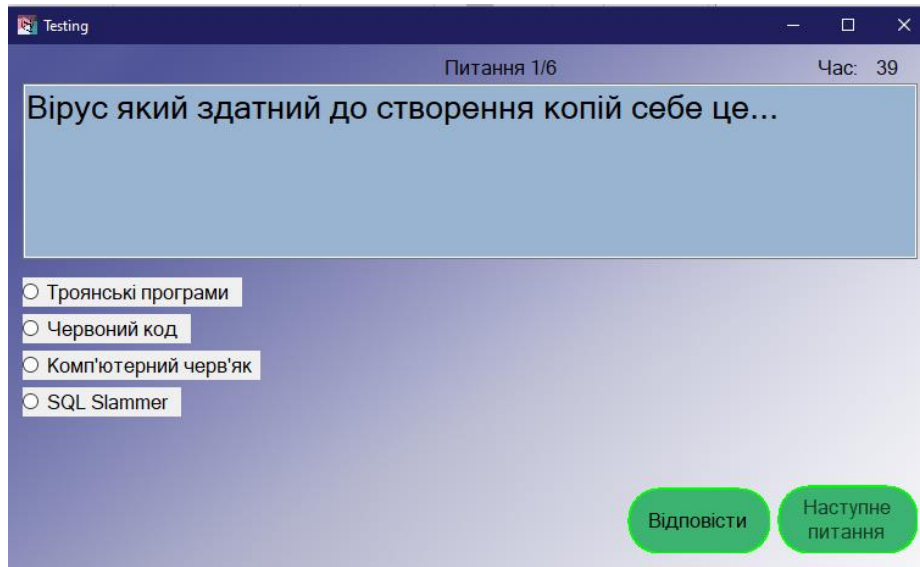 Testing
Питання 1/6
Час: 39
Вірус який здатний до створення копій себе це...
Троянські програми
Червоний код
Комп'ютерний черв'як
SQL Slammer
Відповісти
Наступне
питання